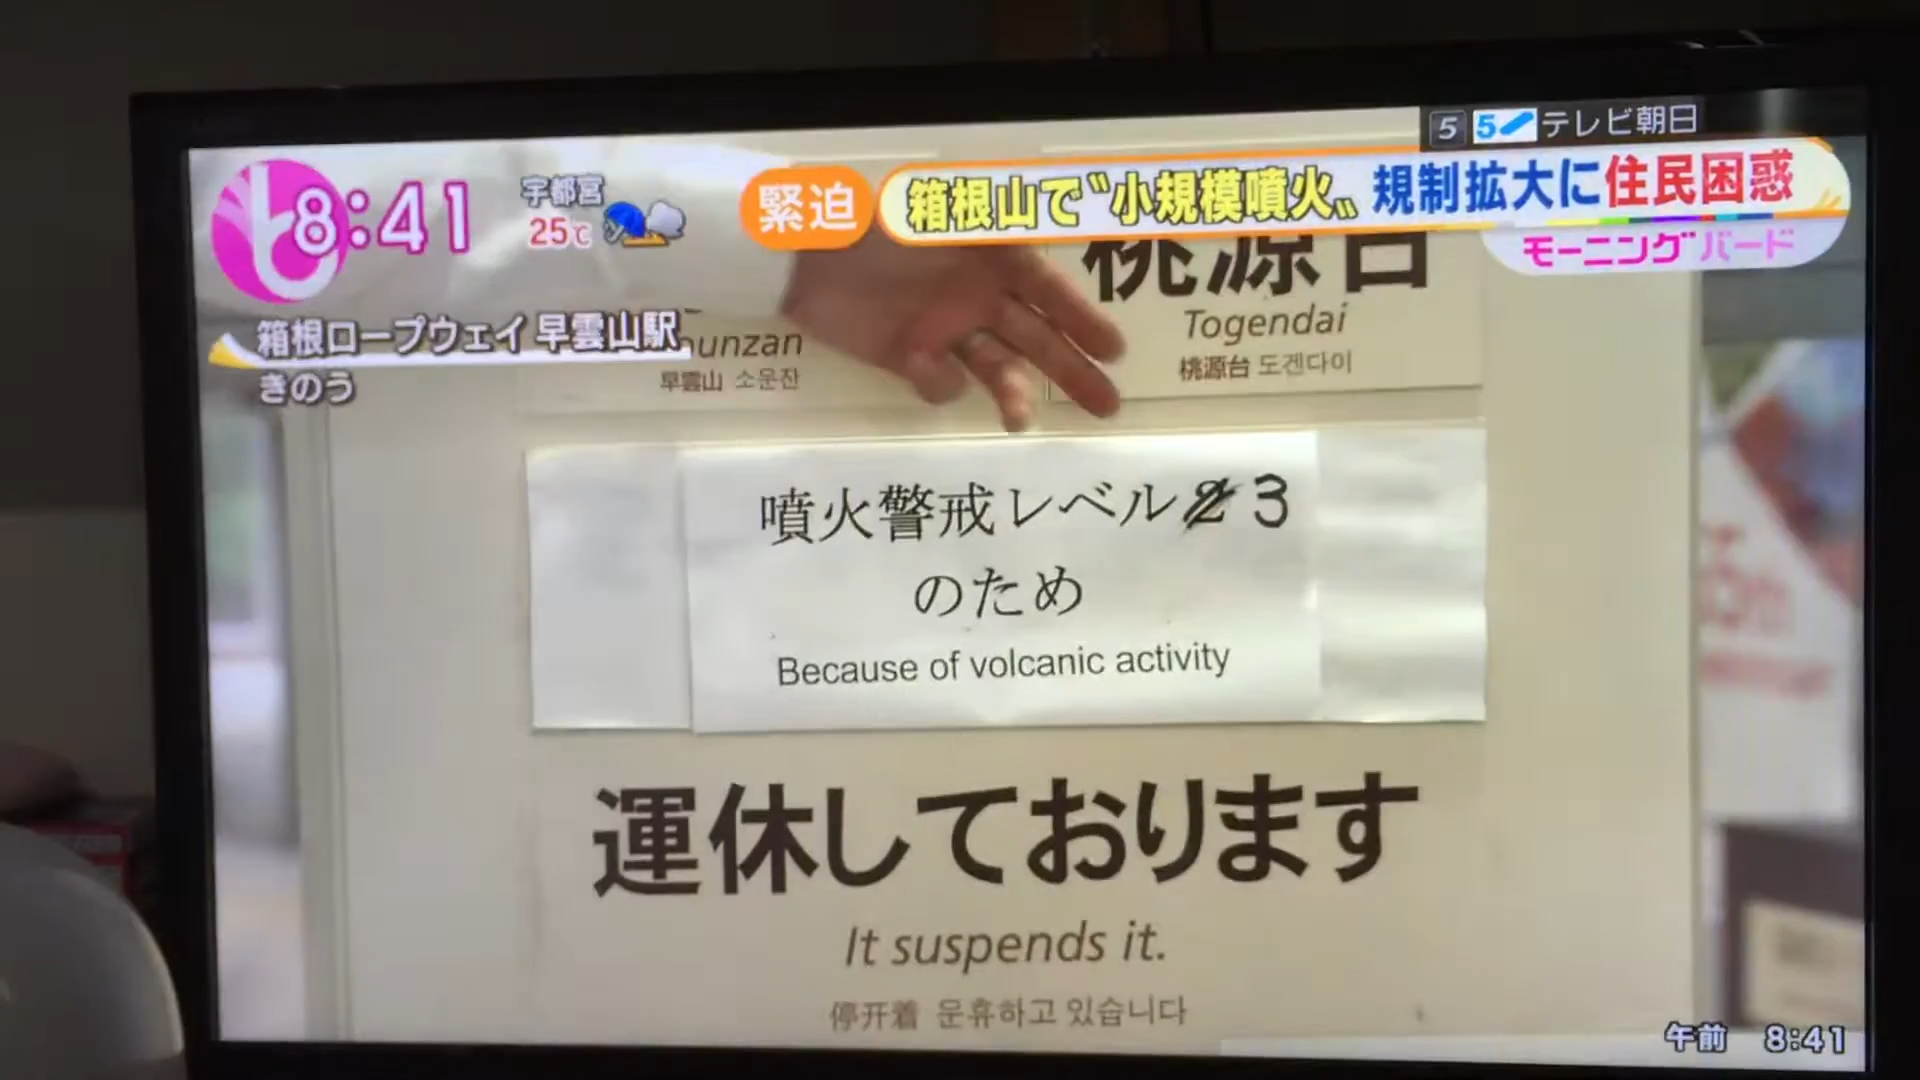 5 5 テレビ朝日
8:41
宇都宮
25℃
緊迫
箱根山で〝小規模噴火〟規制拡大に住民困惑
モーニングバード
箱根ロープウェイ 早雲山駅
きのう
ounzan
早雲山 소운잔
桃源台
Togendai
桃源台 도겐다이
噴火警戒レベル2 3
のため
Because of volcanic activity
運休しております
It suspends it.
停开着 운휴하고 있습니다
午前 8:41